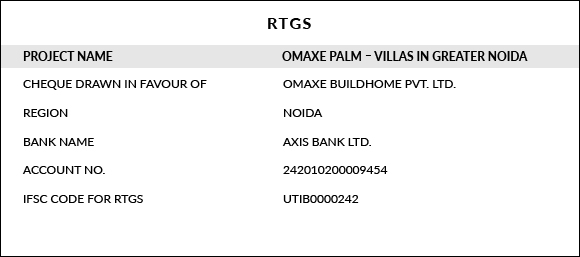 RTGS
PROJECT NAME OMAXE PALM – VILLAS IN GREATER NOIDA
CHEQUE DRAWN IN FAVOUR OF OMAXE BUILDHOME PVT. LTD.
REGION NOIDA
BANK NAME AXIS BANK LTD.
ACCOUNT NO. 242010200009454
IFSC CODE FOR RTGS UTIB0000242